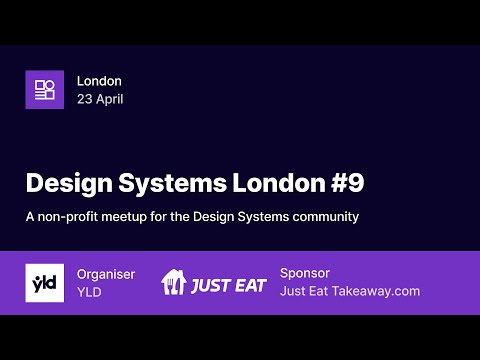 London
23 April
Design Systems London #9
A non-profit meetup for the Design Systems community
yld
Organiser
YLD
JUST EAT
Sponsor
Just Eat Takeaway.com